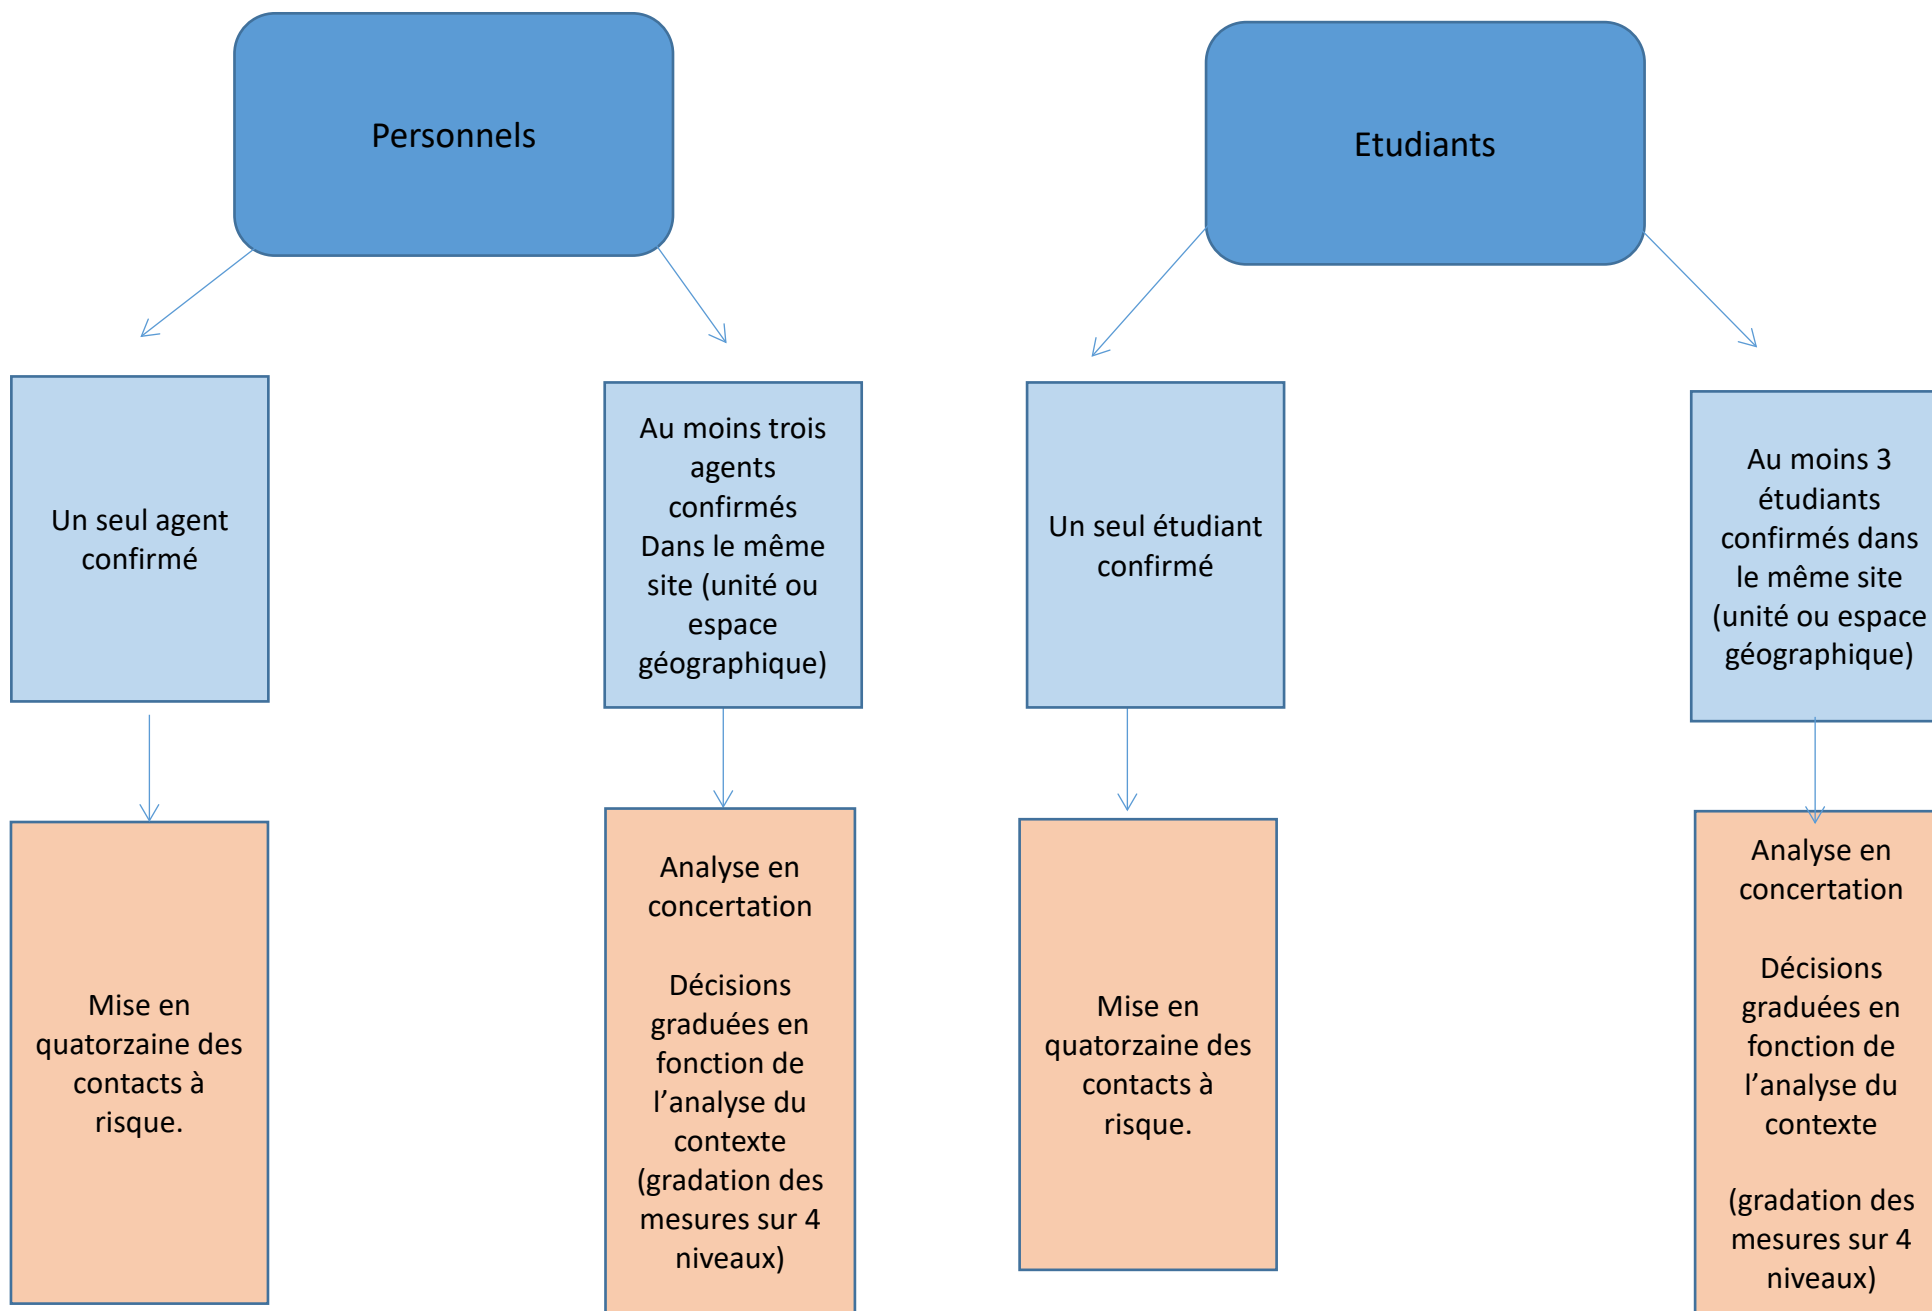 Personnels
Etudiants
Un seul agent
confirmé
Au moins trois
agents
confirmés
Dans le même
site (unité ou
espace
géographique)
Un seul étudiant
confirmé
Au moins 3
étudiants
confirmés dans
le même site
(unité ou espace
géographique)
Mise en
quatorzaine des
contacts à
risque.
Analyse en
concertation
Décisions
graduées en
fonction de
l’analyse du
contexte
(gradation des
mesures sur 4
niveaux)
Mise en
quatorzaine des
contacts à
risque.
Analyse en
concertation
Décisions
graduées en
fonction de
l’analyse du
contexte
(gradation des
mesures sur 4
niveaux)